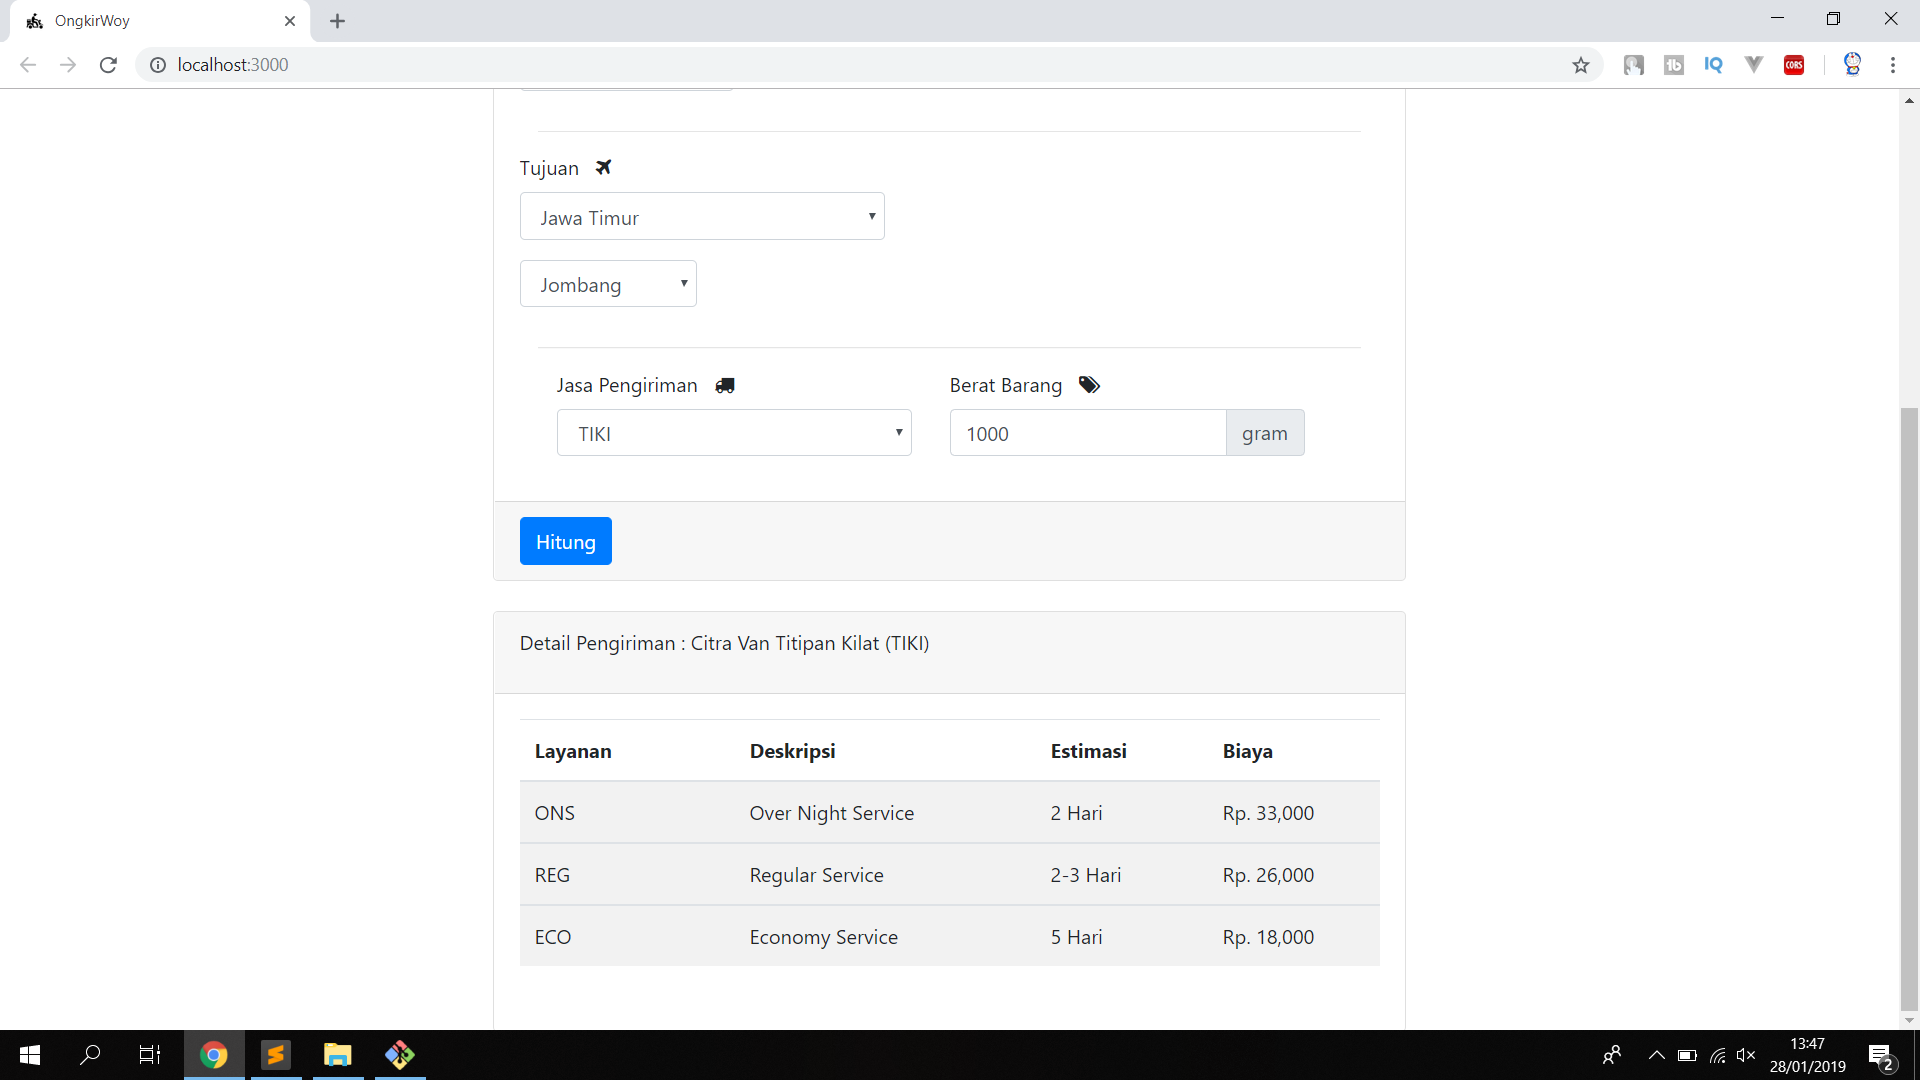 OngkirWoy
localhost:3000
Tujuan
Jawa Timur
Jombang
Jasa Pengiriman
Berat Barang
TIKI
1000
gram
Hitung
Detail Pengiriman : Citra Van Titipan Kilat (TIKI)
Layanan Deskripsi Estimasi Biaya
ONS Over Night Service 2 Hari Rp. 33,000
REG Regular Service 2-3 Hari Rp. 26,000
ECO Economy Service 5 Hari Rp. 18,000
13:47
28/01/2019
2
IQ
tb
CORS